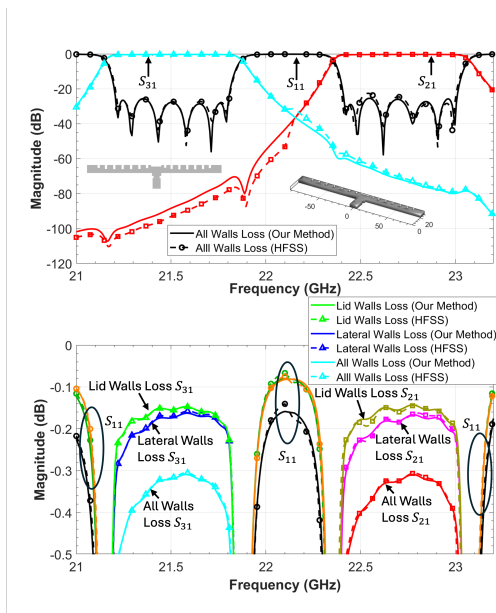 0
-20
-40
-60
-80
-100
-120
Magnitude (dB)
S31
S11
S21
-50
0
50
0
20
All Walls Loss (Our Method)
Alll Walls Loss (HFSS)
21
21.5
22
22.5
23
Frequency (GHz)
Lid Walls Loss (Our Method)
Lid Walls Loss (HFSS)
Lateral Walls Loss (Our Method)
Lateral Walls Loss (HFSS)
All Walls Loss (Our Method)
Alll Walls Loss (HFSS)
0
-0.1
-0.2
-0.3
-0.4
-0.5
Magnitude (dB)
Lid Walls Loss S31
Lid Walls Loss S21
S11
Lateral Walls
Loss S31
S11
Lateral Walls
Loss S21
S11
All Walls
Loss S31
All Walls
Loss S21
21
21.5
22
22.5
23
Frequency (GHz)